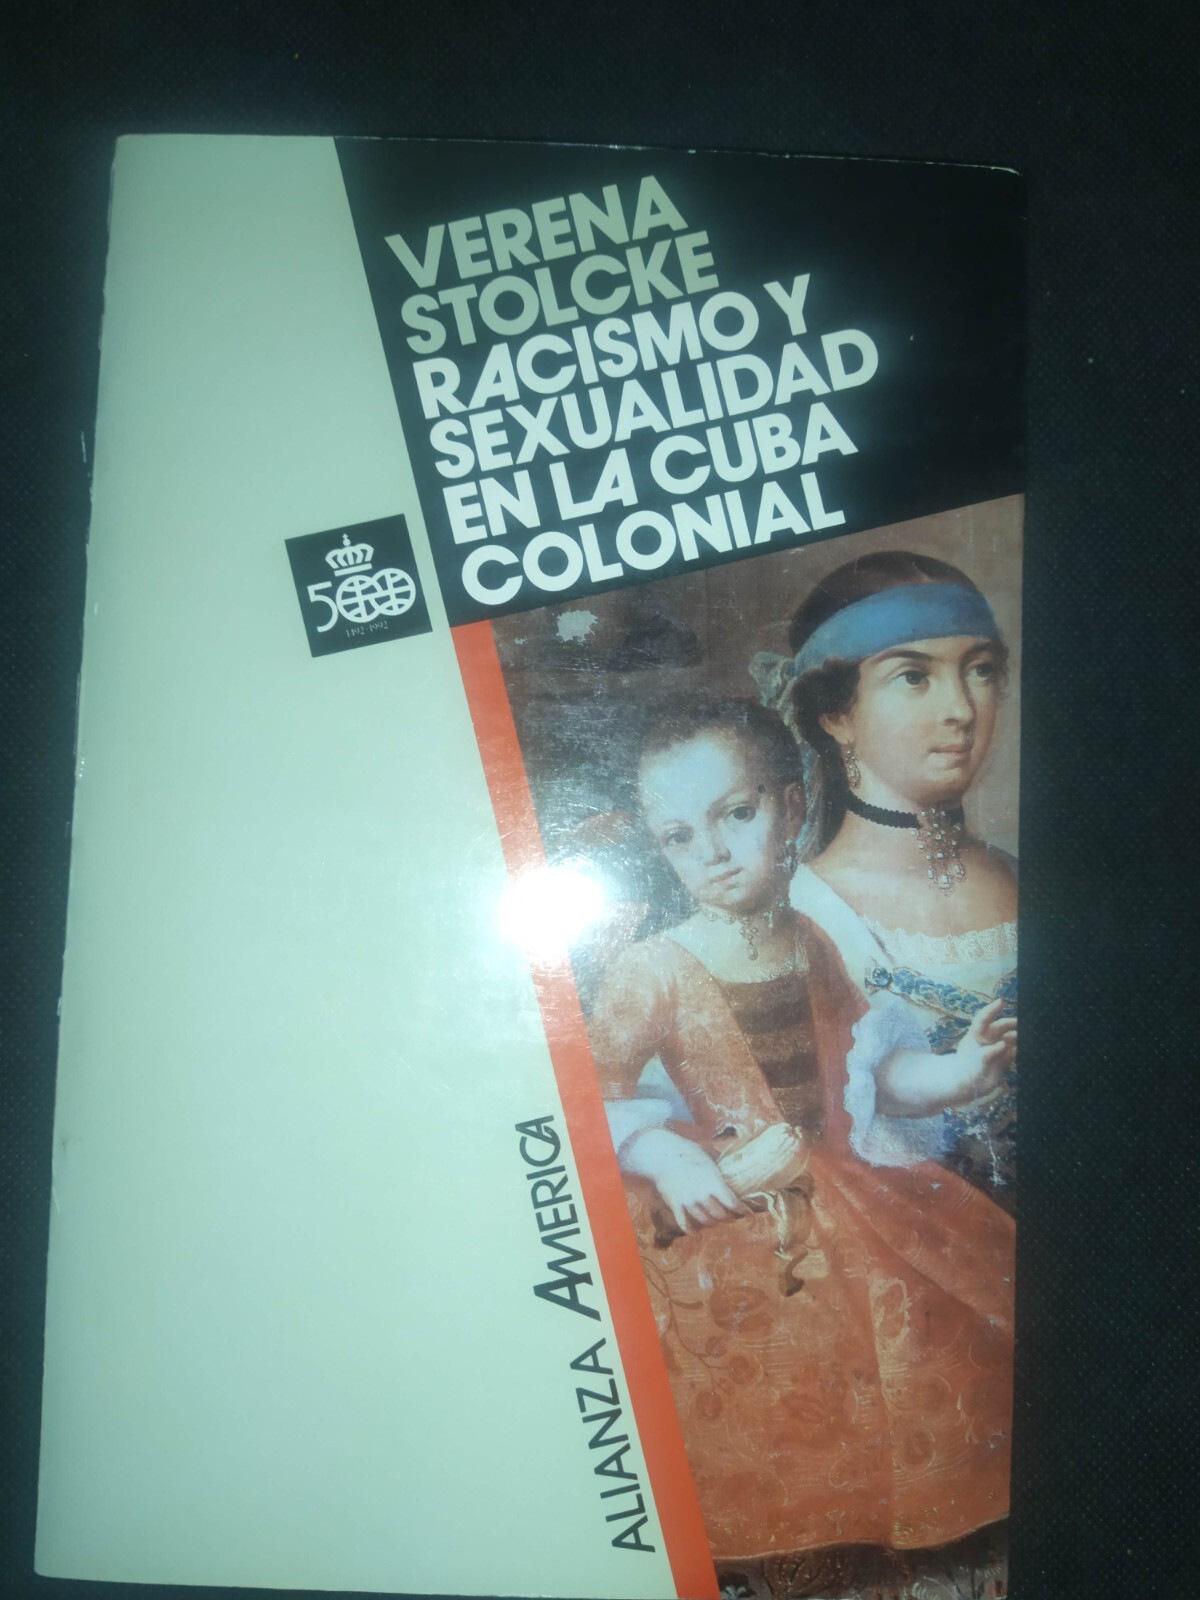 VERENA
STOLCKE
RACISMO Y
SEXUALIDAD
EN LA CUBA
COLONIAL
500
1492-1992
ALIANZA AMERICA